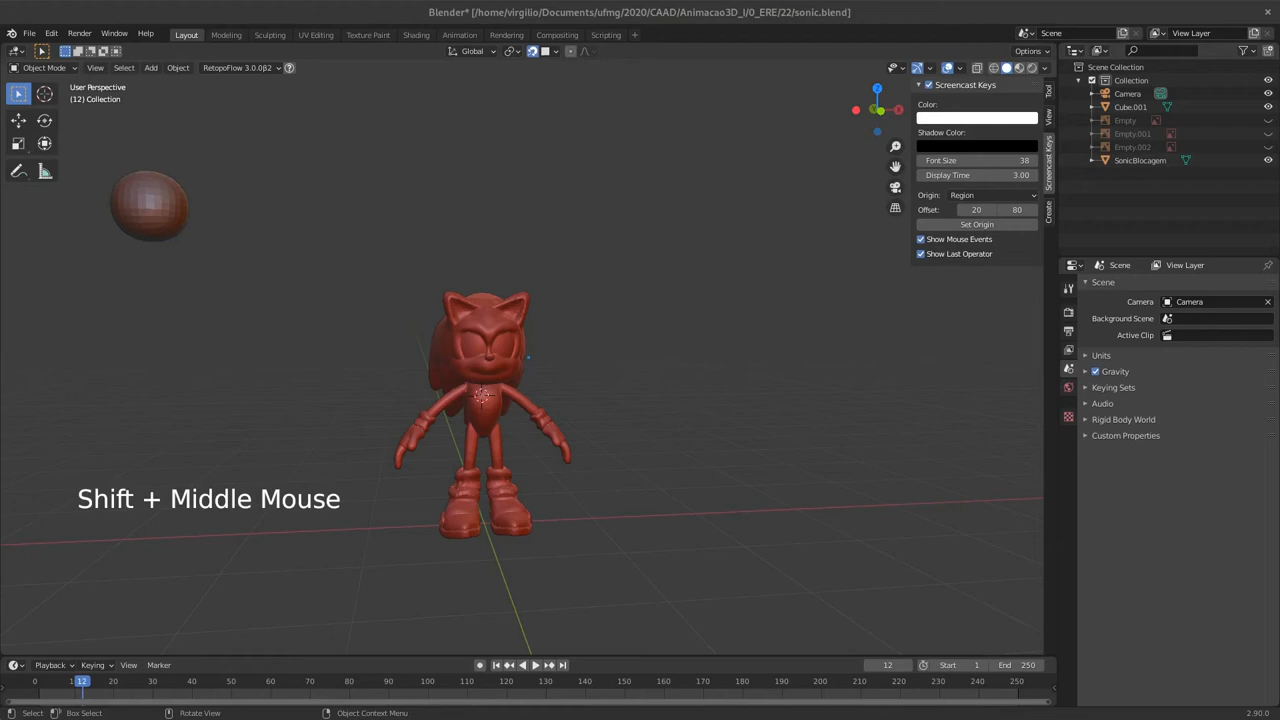 Blender* [/home/virgilio/Documents/ufmg/2020/CAAD/Animacao3D_I/0_ERE/22/sonic.blend]
File Edit Render Window Help Layout Modeling Sculpting UV Editing Texture Paint Shading Animation Rendering Compositing Scripting + Scene View Layer
Global Options
Object Mode View Select Add Object RetopoFlow 3.0.0β2
User Perspective
(12) Collection
Z
Y
X
Screencast Keys
Color:
Shadow Color:
Font Size 38
Display Time 3.00
Origin: Region
Offset: 20 80
Set Origin
Show Mouse Events
Show Last Operator
Tool
View
Screencast Keys
Create
Scene Collection
Collection
Camera
Cube.001
Empty
Empty.001
Empty.002
SonicBlocagem
Scene View Layer
Scene
Camera Camera
Background Scene
Active Clip
Units
Gravity
Keying Sets
Audio
Rigid Body World
Custom Properties
Shift + Middle Mouse
Playback Keying View Marker 12 Start 1 End 250
0 1 12 20 30 40 50 60 70 80 90 100 110 120 130 140 150 160 170 180 190 200 210 220 230 240 250
Select Box Select Rotate View Object Context Menu 2.90.0